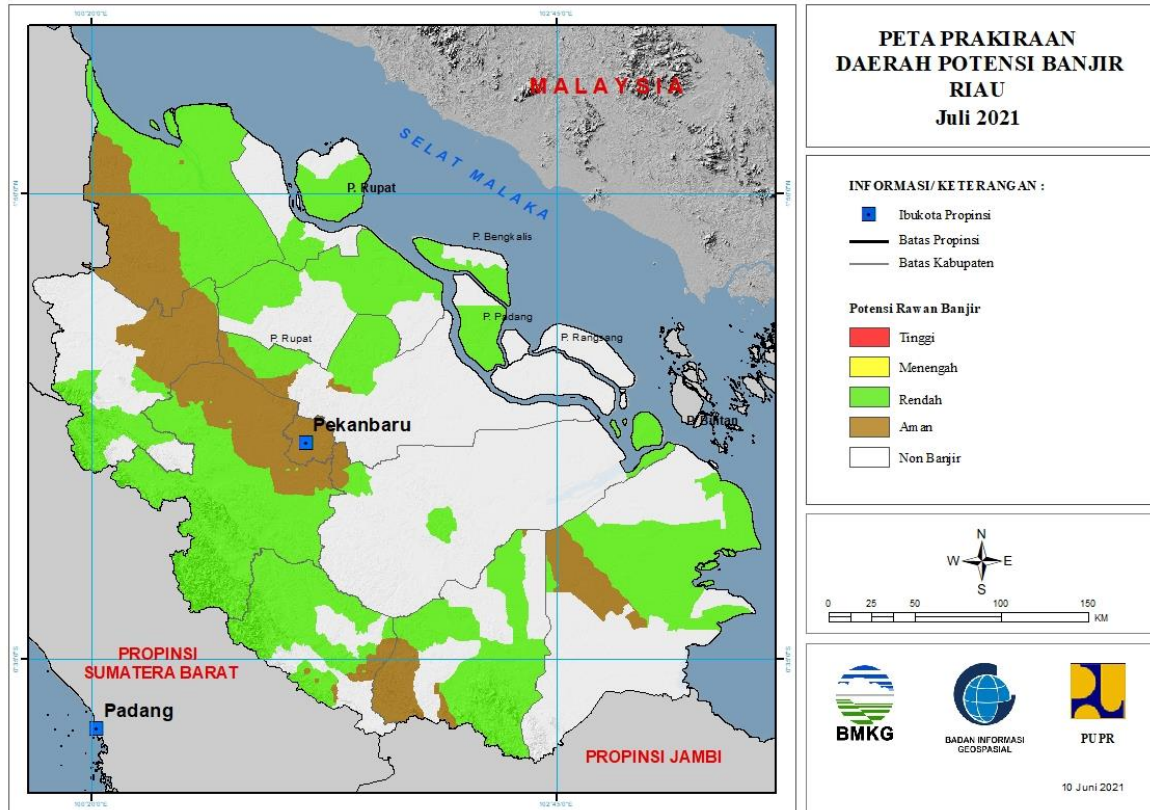 PETA PRAKIRAAN
DAERAH POTENSI BANJIR
RIAU
Juli 2021
INFORMASI/ KETERANGAN :
Ibukota Propinsi
Batas Propinsi
Batas Kabupaten
Potensi Rawan Banjir
Tinggi
Menengah
Rendah
Aman
Non Banjir
N
W E
S
0 25 50 100 150
KM
BMKG
BADAN INFORMASI
GEOSPASIAL
PUPR
10 Juni 2021
MALAYSIA
SELAT MALAKA
P. Rupat
P. Bengkalis
P. Padang
P. Rangsang
P. Rupat
Pekanbaru
PROPINSI
SUMATERA BARAT
Padang
PROPINSI JAMBI